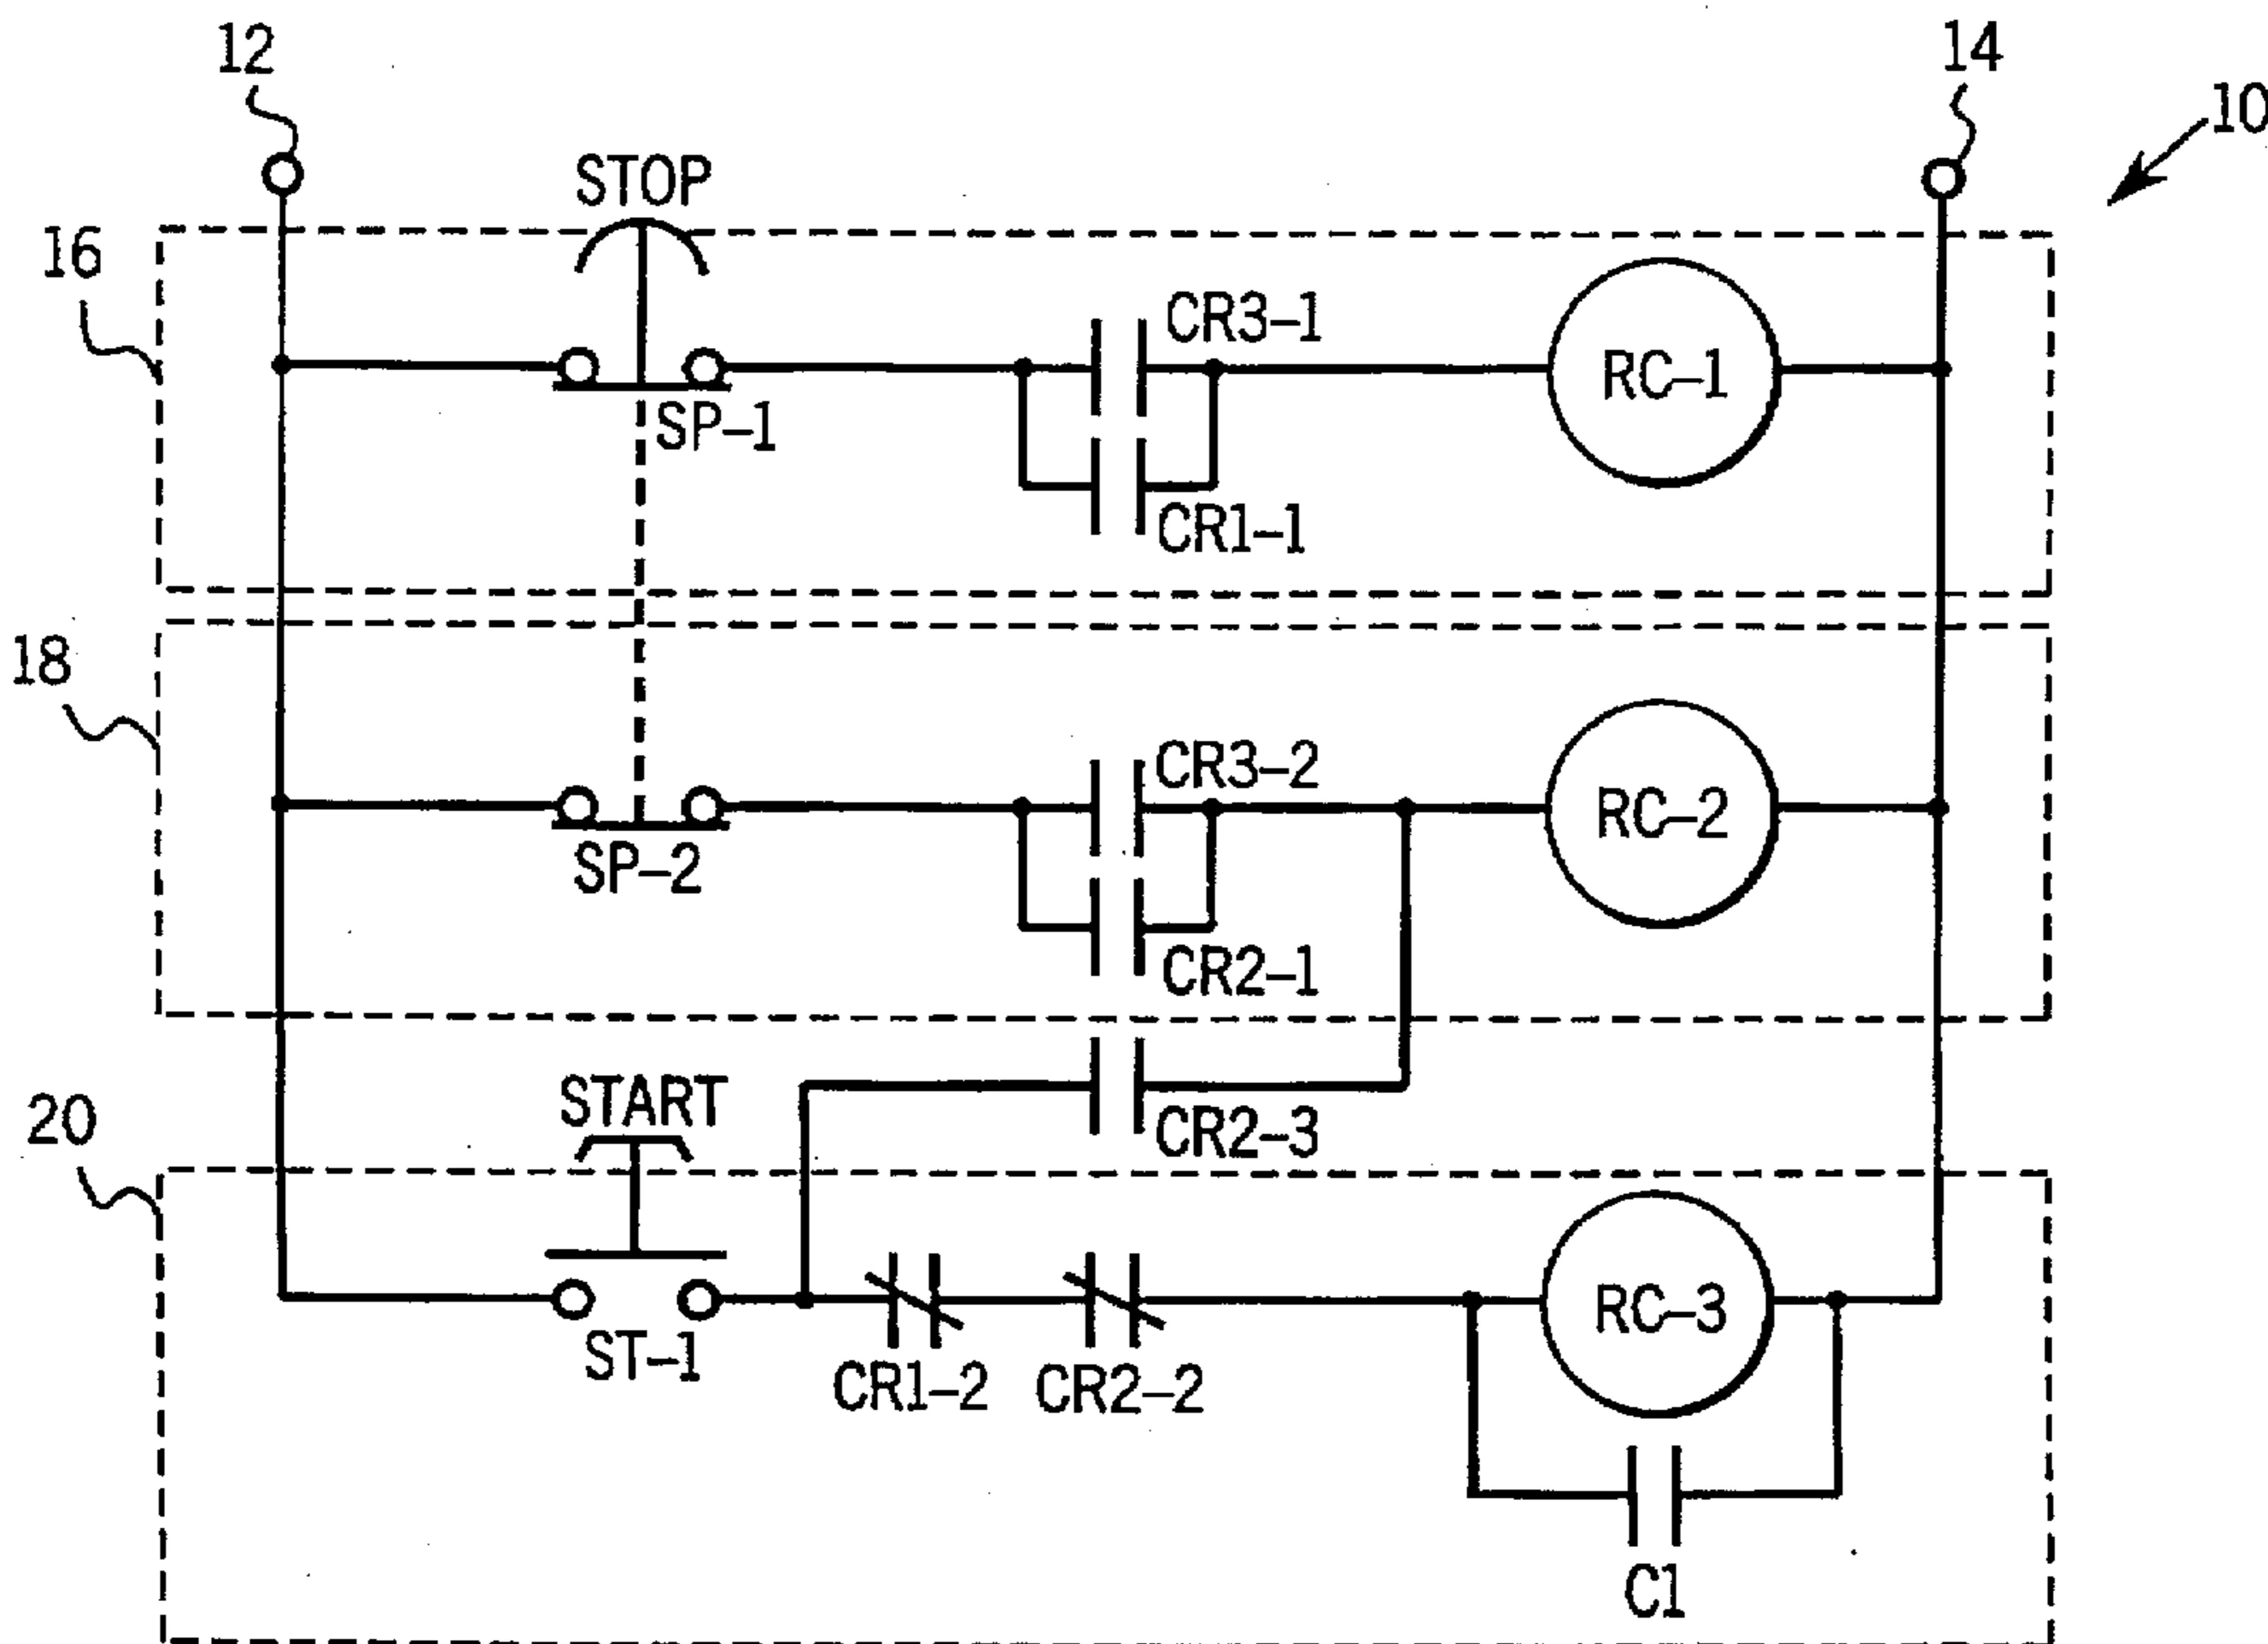 12
14
10
STOP
16
CR3-1
RC-1
SP-1
CR1-1
18
CR3-2
RC-2
SP-2
CR2-1
START
20
CR2-3
RC-3
ST-1
CR1-2
CR2-2
C1